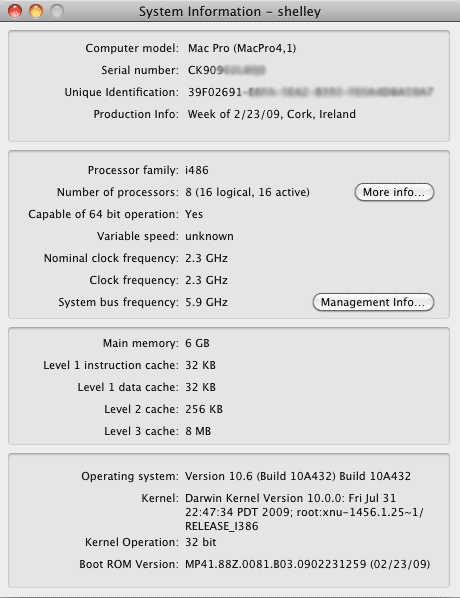 System Information – shelley
Computer model: Mac Pro (MacPro4,1)
Serial number: CK909
Unique Identification: 39F02691-
Production Info: Week of 2/23/09, Cork, Ireland
Processor family: i486
Number of processors: 8 (16 logical, 16 active) More info...
Capable of 64 bit operation: Yes
Variable speed: unknown
Nominal clock frequency: 2.3 GHz
Clock frequency: 2.3 GHz
System bus frequency: 5.9 GHz Management Info...
Main memory: 6 GB
Level 1 instruction cache: 32 KB
Level 1 data cache: 32 KB
Level 2 cache: 256 KB
Level 3 cache: 8 MB
Operating system: Version 10.6 (Build 10A432) Build 10A432
Kernel: Darwin Kernel Version 10.0.0: Fri Jul 31
22:47:34 PDT 2009; root:xnu-1456.1.25~1/
RELEASE_I386
Kernel Operation: 32 bit
Boot ROM Version: MP41.88Z.0081.B03.0902231259 (02/23/09)